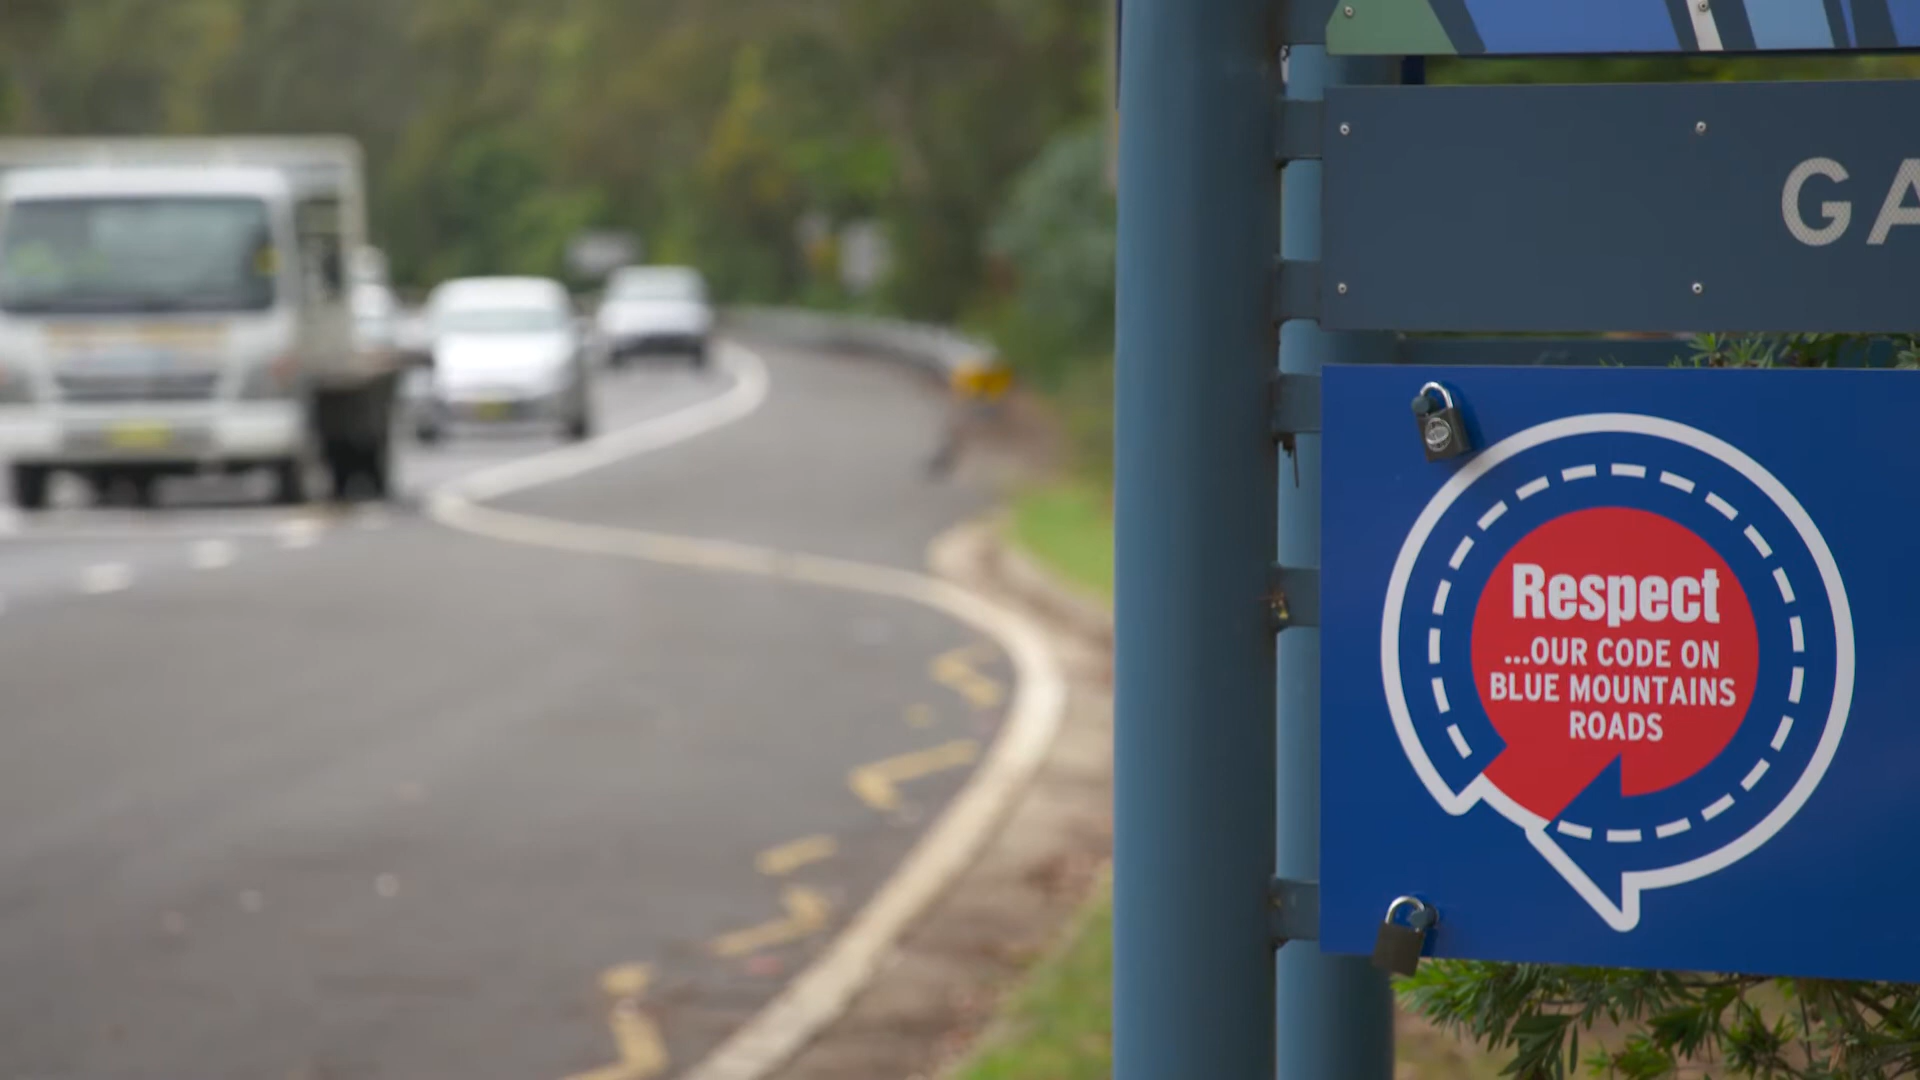 GA
Respect
...OUR CODE ON
BLUE MOUNTAINS
ROADS